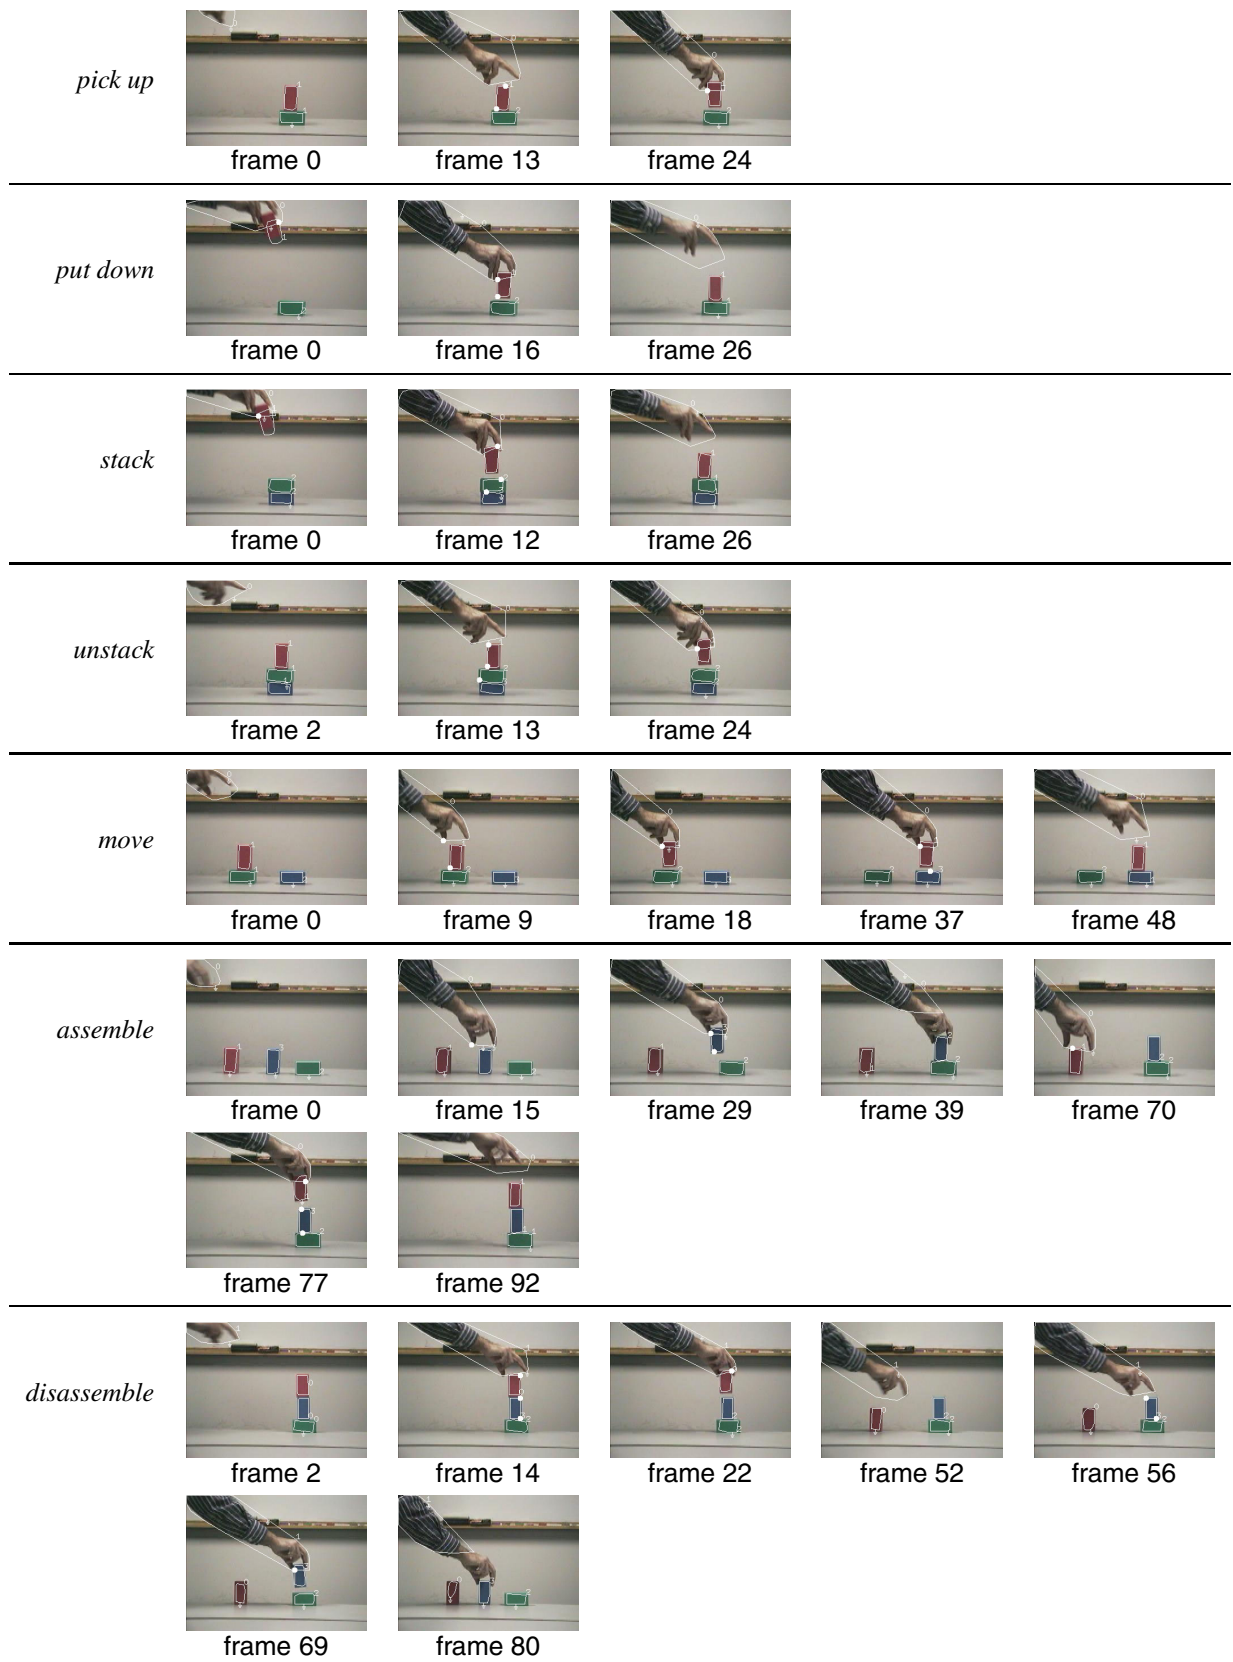 pick up
frame 0 frame 13 frame 24
put down
frame 0 frame 16 frame 26
stack
frame 0 frame 12 frame 26
unstack
frame 2 frame 13 frame 24
move
frame 0 frame 9 frame 18 frame 37 frame 48
assemble
frame 0 frame 15 frame 29 frame 39 frame 70
frame 77 frame 92
disassemble
frame 2 frame 14 frame 22 frame 52 frame 56
frame 69 frame 80